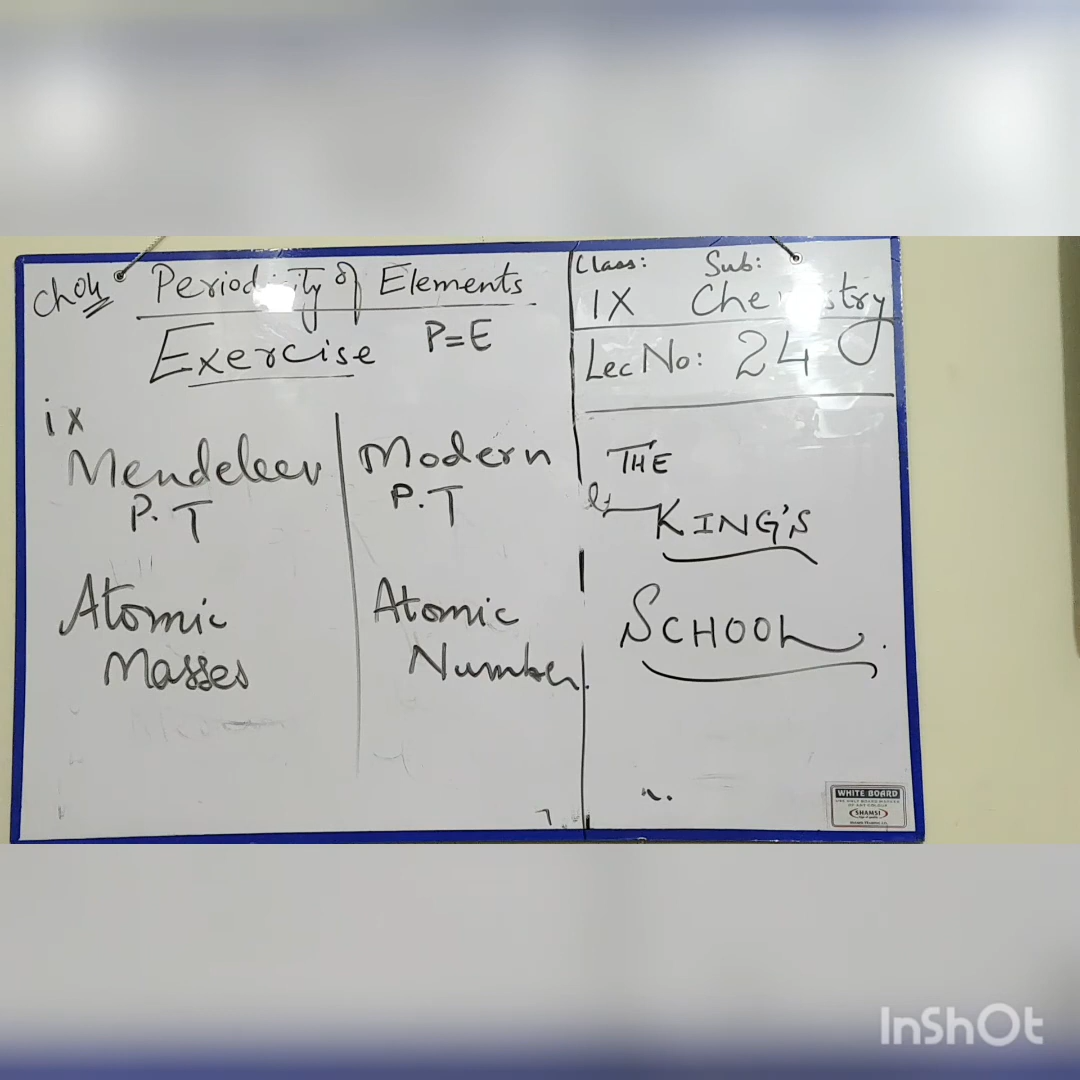 Ch04 Periodicity of Elements
Exercise P=E
ix
Mendeleev
P.T
Atomic
Masses
Modern
P.T
Atomic
Number.
Class: Sub:
IX Chemistry
Lec No: 24
THE
KING'S
SCHOOL.
WHITE BOARD
SHAMSI
InShOt